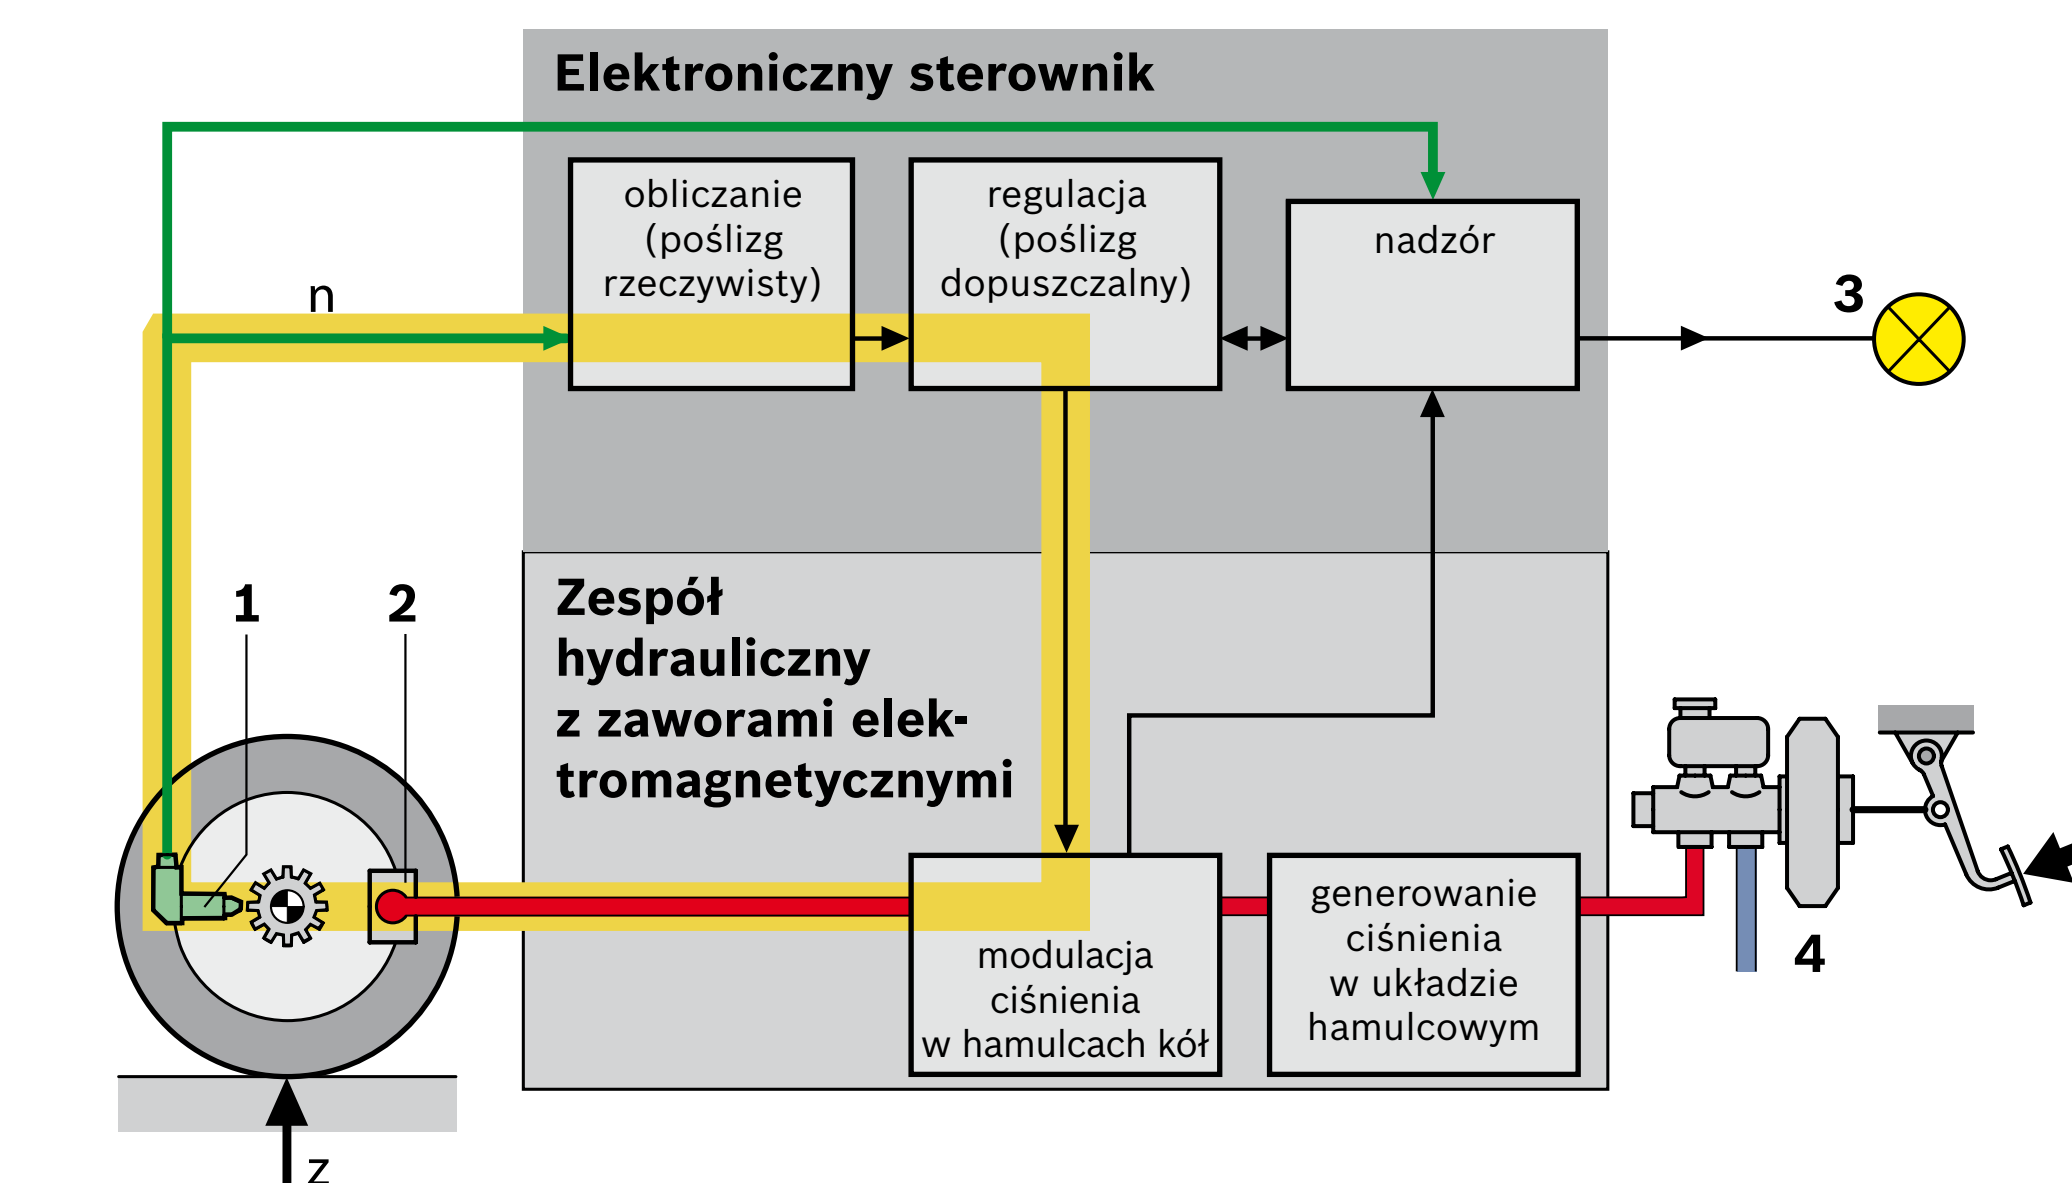 Elektroniczny sterownik
obliczanie
(poślizg
rzeczywisty)
regulacja
(poślizg
dopuszczalny)
nadzór
n
3
1
2
Zespół
hydrauliczny
z zaworami elek-
tromagnetycznymi
modulacja
ciśnienia
w hamulcach kół
generowanie
ciśnienia
w układzie
hamulcowym
4
z